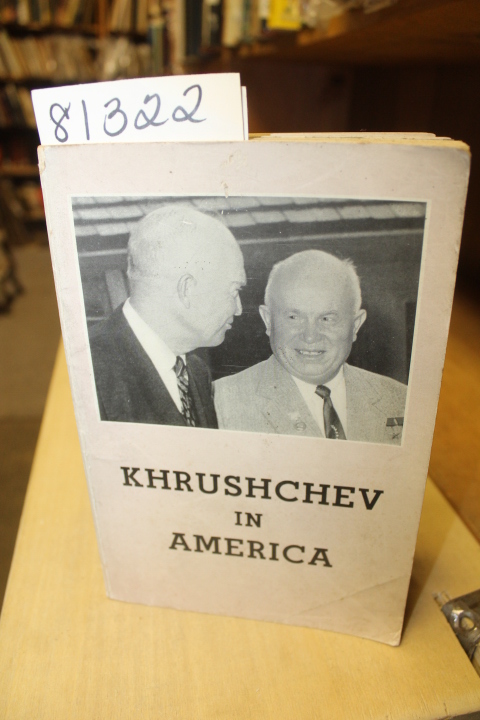 81322
KHRUSHCHEV
IN
AMERICA